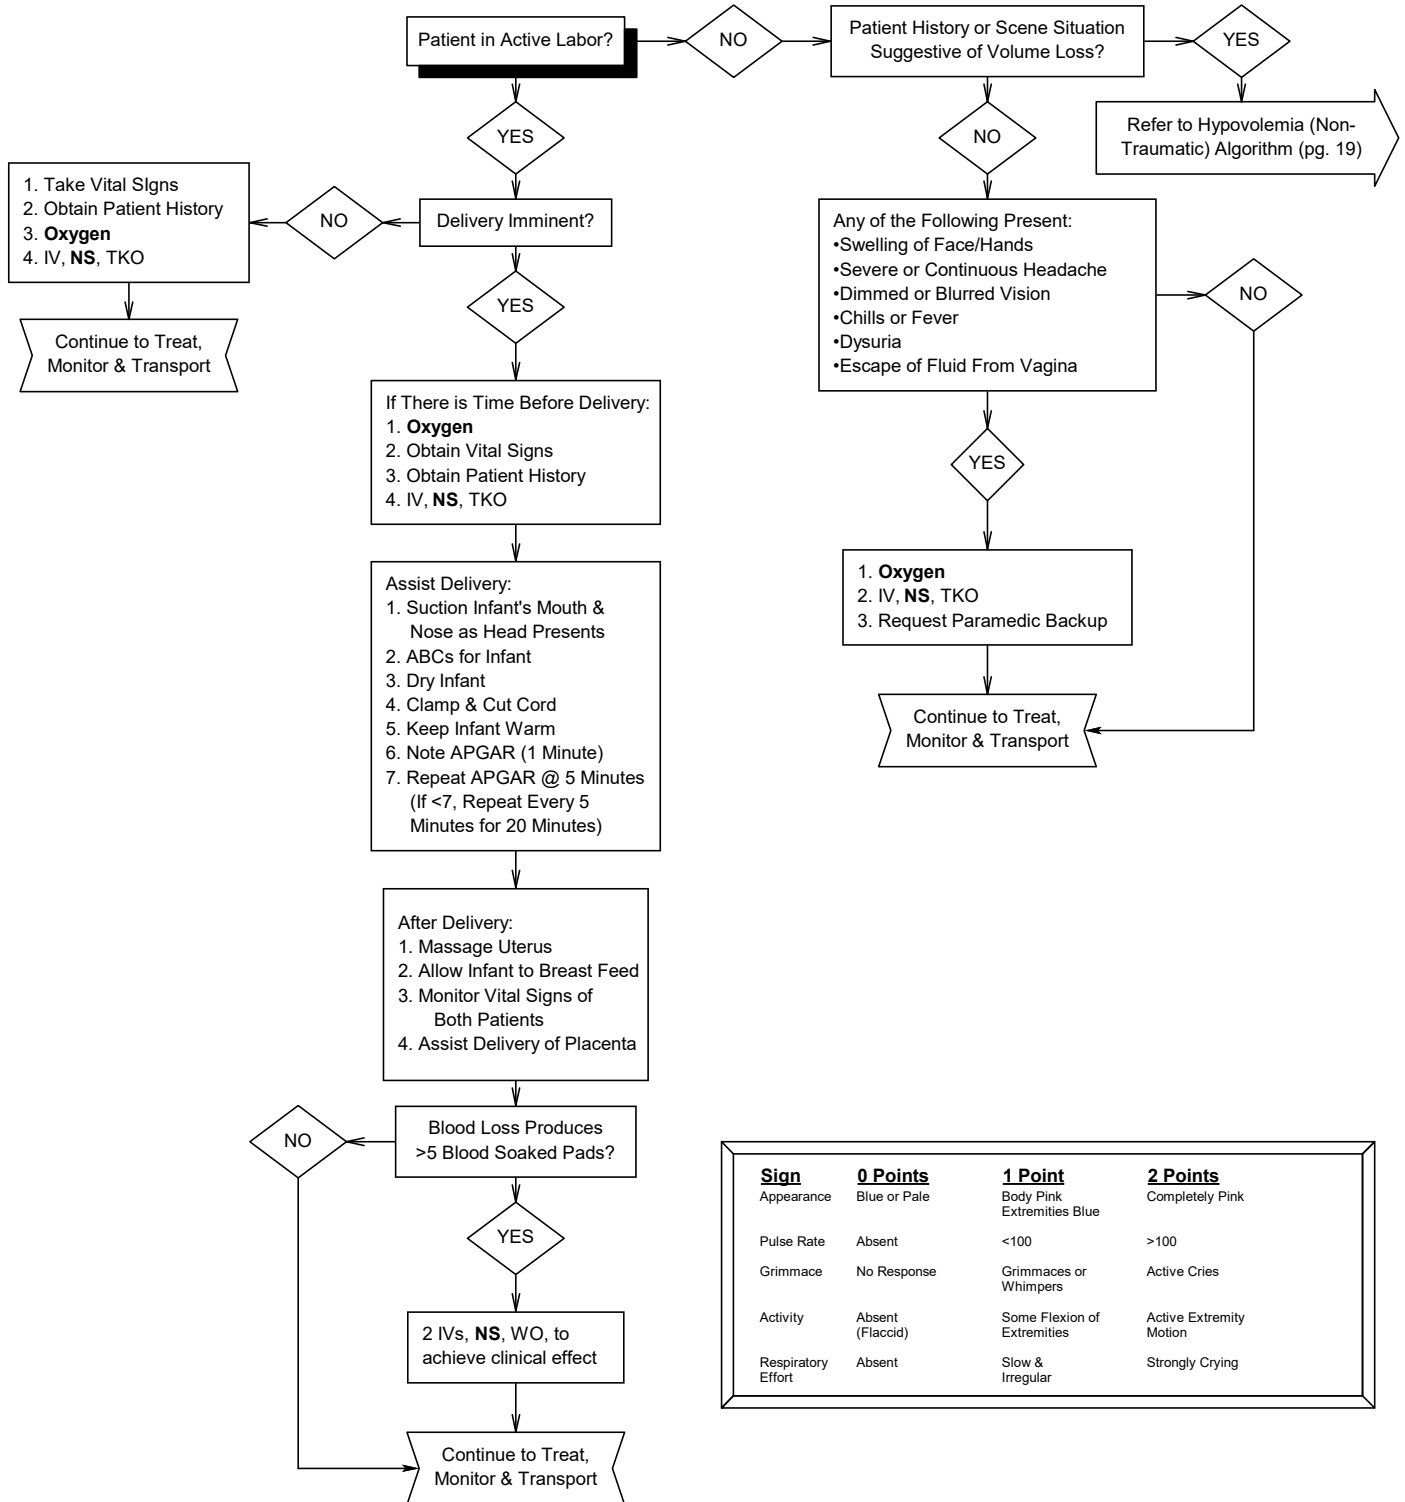 Patient in Active Labor?
NO
Patient History or Scene Situation
Suggestive of Volume Loss?
YES
Refer to Hypovolemia (Non-
Traumatic) Algorithm (pg. 19)
YES
NO
1. Take Vital SIgns
2. Obtain Patient History
3. Oxygen
4. IV, NS, TKO
NO
Delivery Imminent?
Continue to Treat,
Monitor & Transport
YES
Any of the Following Present:
•Swelling of Face/Hands
•Severe or Continuous Headache
•Dimmed or Blurred Vision
•Chills or Fever
•Dysuria
•Escape of Fluid From Vagina
NO
YES
If There is Time Before Delivery:
1. Oxygen
2. Obtain Vital Signs
3. Obtain Patient History
4. IV, NS, TKO
1. Oxygen
2. IV, NS, TKO
3. Request Paramedic Backup
Continue to Treat,
Monitor & Transport
Assist Delivery:
1. Suction Infant's Mouth &
Nose as Head Presents
2. ABCs for Infant
3. Dry Infant
4. Clamp & Cut Cord
5. Keep Infant Warm
6. Note APGAR (1 Minute)
7. Repeat APGAR @ 5 Minutes
(If <7, Repeat Every 5
Minutes for 20 Minutes)
After Delivery:
1. Massage Uterus
2. Allow Infant to Breast Feed
3. Monitor Vital Signs of
Both Patients
4. Assist Delivery of Placenta
NO
Blood Loss Produces
>5 Blood Soaked Pads?
YES
2 IVs, NS, WO, to
achieve clinical effect
Continue to Treat,
Monitor & Transport
Sign 0 Points 1 Point 2 Points
Appearance Blue or Pale Body Pink Completely Pink
Extremities Blue
Pulse Rate Absent <100 >100
Grimmace No Response Grimmaces or Active Cries
Whimpers
Activity Absent Some Flexion of Active Extremity
(Flaccid) Extremities Motion
Respiratory Absent Slow & Strongly Crying
Effort Irregular